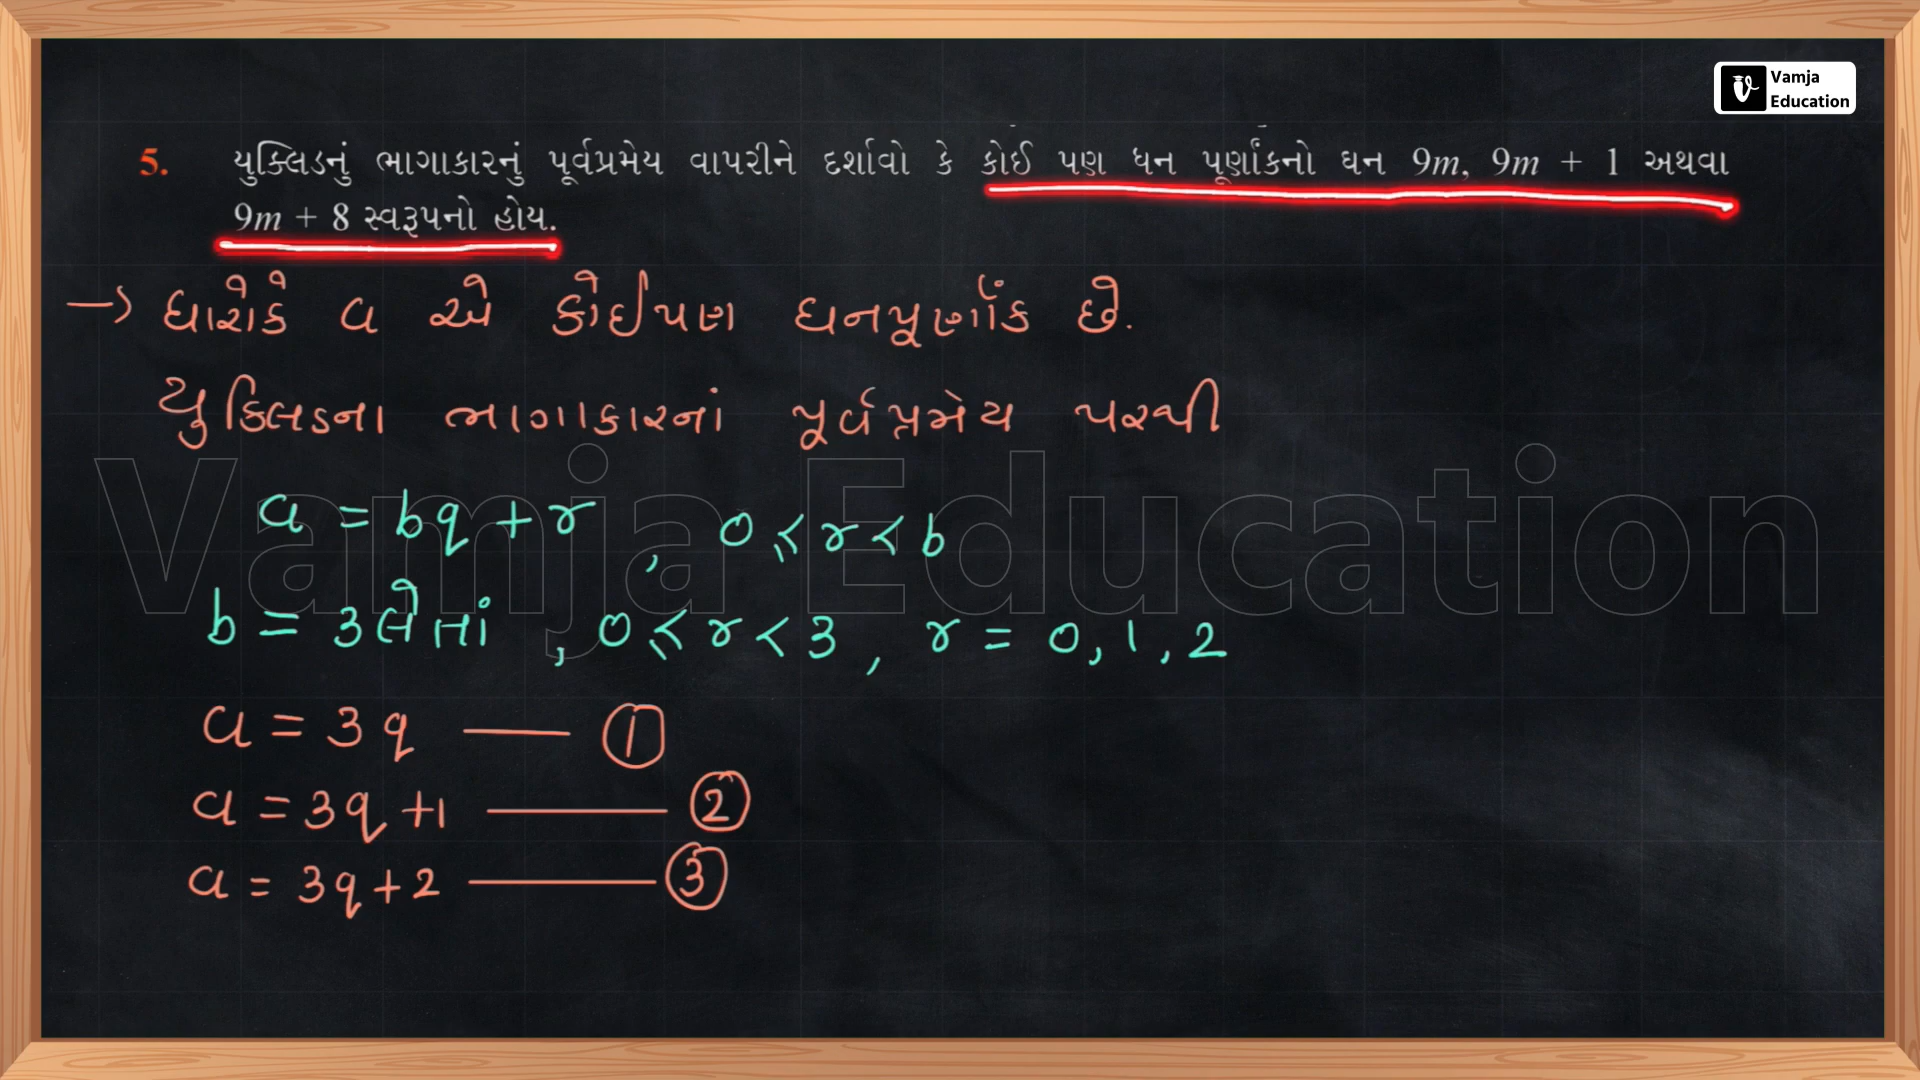 Vamja
Education
5. યુક્લિડનું ભાગાકારનું પૂર્વપ્રમેય વાપરીને દર્શાવો કે કોઈ પણ ધન પૂર્ણાંકનો ઘન 9m, 9m + 1 અથવા
9m + 8 સ્વરૂપનો હોય.
→ ધારોકે a એ કોઈપણ ધનપૂર્ણાંક છે.
યુક્લિડના ભાગાકારનાં પૂર્વપ્રમેય પરથી
a = bq + r , 0 ≤ r < b
b = 3 લેતાં , 0 ≤ r < 3 , r = 0, 1, 2
a = 3q —— ①
a = 3q +1 —— ②
a = 3q + 2 —— ③
Vamja Education